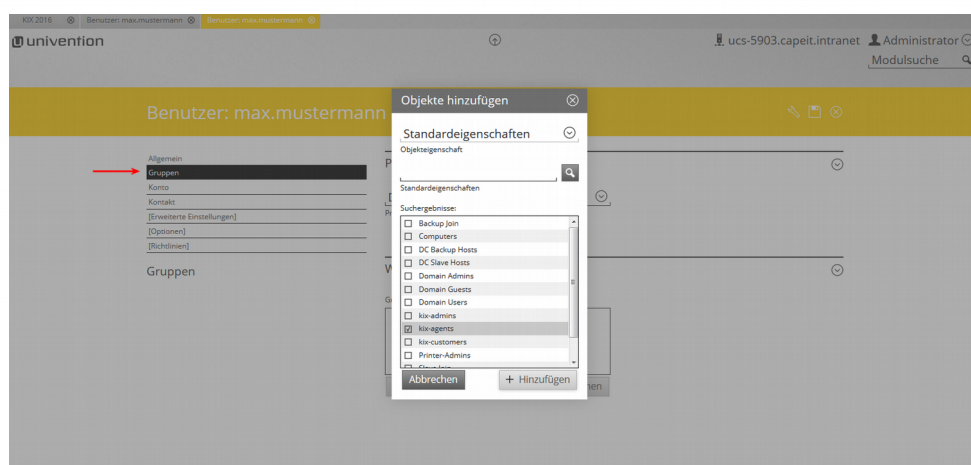 KIX 2016
Benutzer: max.mustermann
Benutzer: max.mustermann
univention
ucs-5903.capeit.intranet
Administrator
Modulsuche
Benutzer: max.mustermann
Allgemein
Gruppen
Konto
Kontakt
[Erweiterte Einstellungen]
[Optionen]
[Richtlinien]
Gruppen
Objekte hinzufügen
Standardeigenschaften
Objekteigenschaft
Standardeigenschaften
Suchergebnisse:
Backup Join
Computers
DC Backup Hosts
DC Slave Hosts
Domain Admins
Domain Guests
Domain Users
kix-admins
kix-agents
kix-customers
Printer-Admins
Abbrechen
+ Hinzufügen